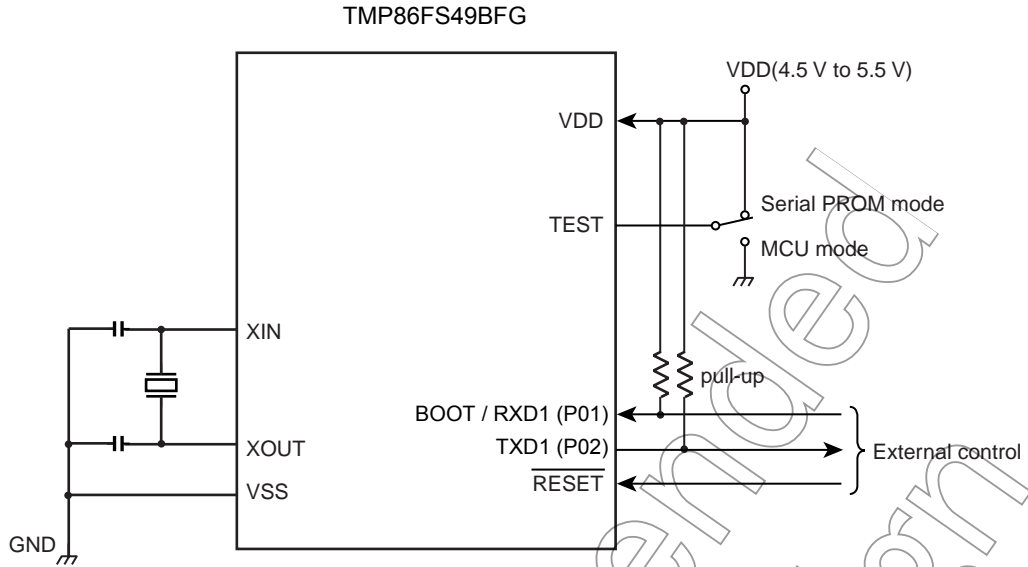 TMP86FS49BFG
VDD(4.5 V to 5.5 V)
VDD
Serial PROM mode
TEST
MCU mode
XIN
pull-up
BOOT / RXD1 (P01)
XOUT
TXD1 (P02)
External control
RESET
VSS
GND